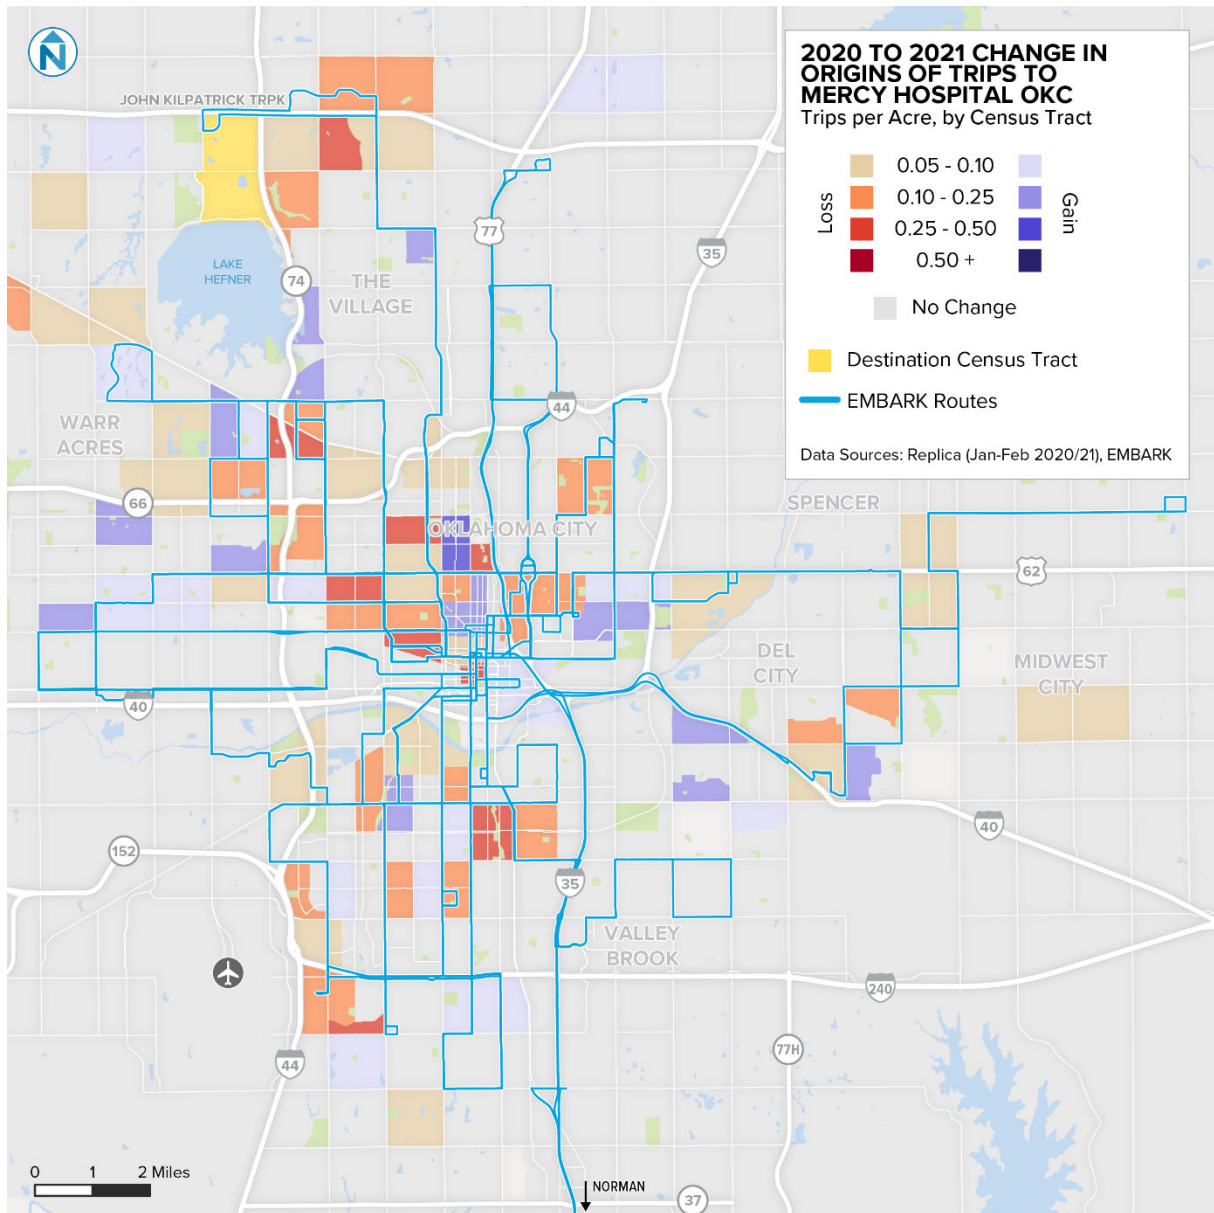 N
2020 TO 2021 CHANGE IN
ORIGINS OF TRIPS TO
MERCY HOSPITAL OKC
Trips per Acre, by Census Tract
Loss
0.05 - 0.10
0.10 - 0.25
0.25 - 0.50
0.50 +
Gain
No Change
Destination Census Tract
EMBARK Routes
Data Sources: Replica (Jan-Feb 2020/21), EMBARK
JOHN KILPATRICK TRPK
77
35
LAKE
HEFNER
74
THE
VILLAGE
44
WARR
ACRES
66
OKLAHOMA CITY
SPENCER
62
DEL
CITY
MIDWEST
CITY
40
40
152
35
VALLEY
BROOK
240
44
77H
0 1 2 Miles
NORMAN
37